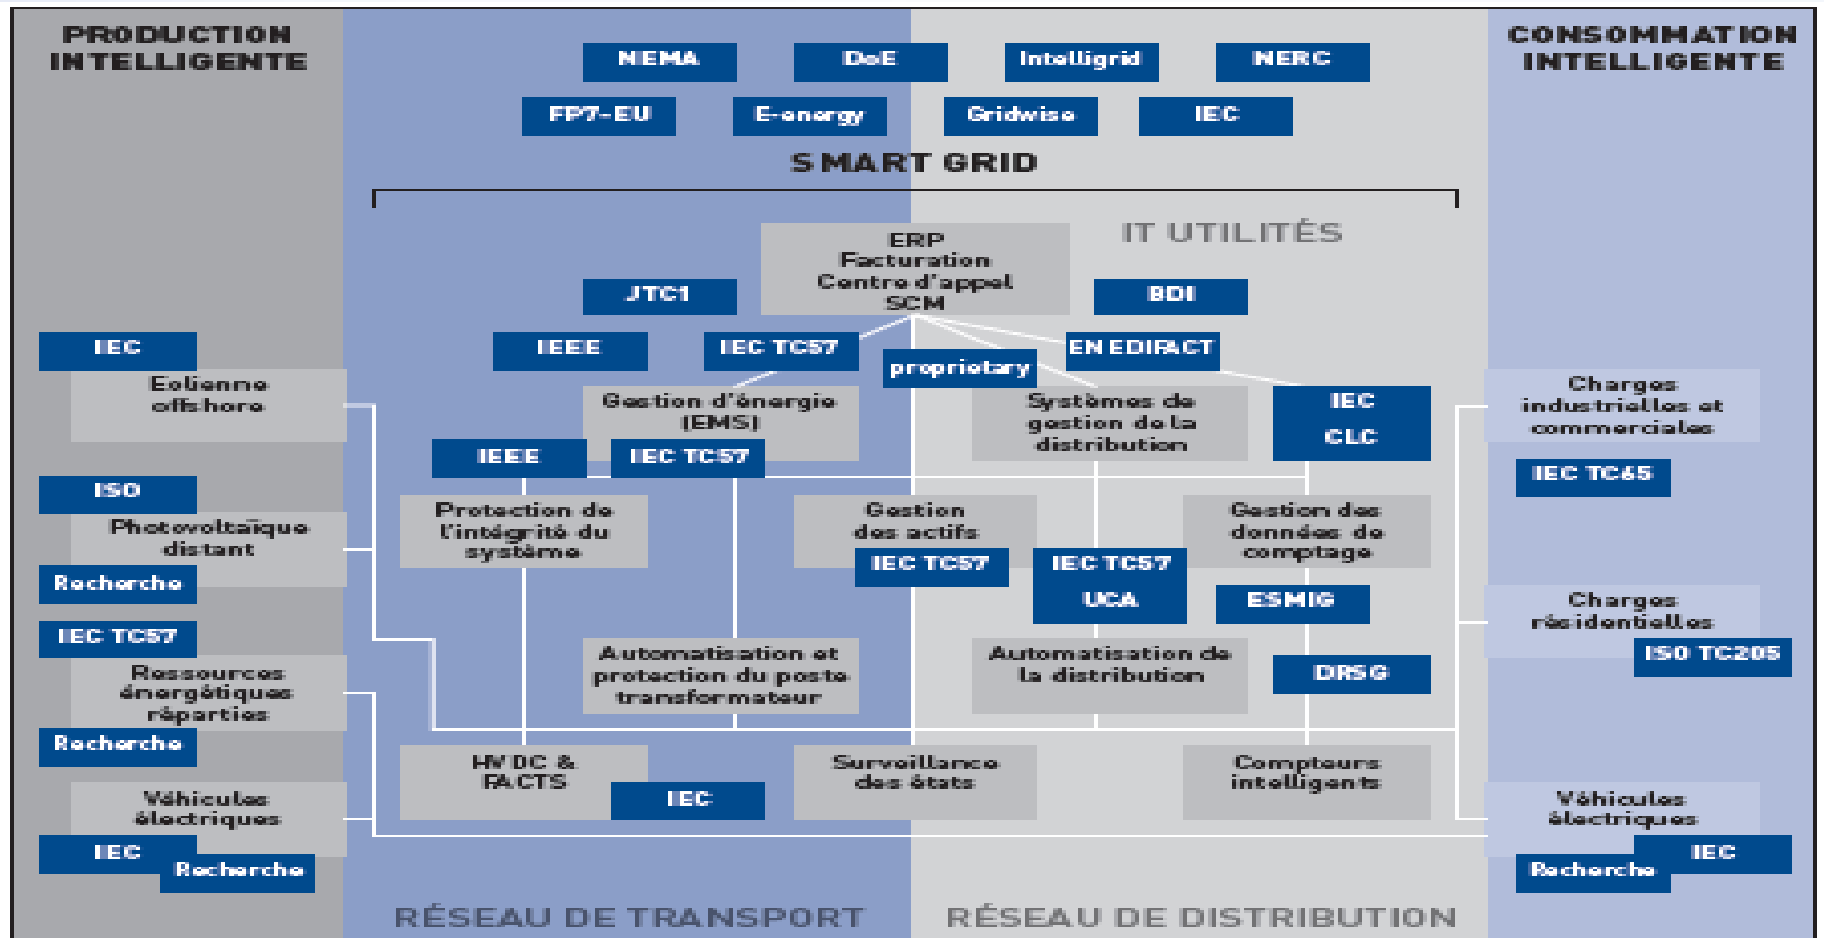 PRODUCTION
INTELLIGENTE
CONSOMMATION
INTELLIGENTE
NEMA
DoE
Intelligrid
NERC
FP7-EU
E-energy
Gridwise
IEC
SMART GRID
IT UTILITÉS
ERP
Facturation
Centre d'appel
SCM
JTC1
BDI
IEEE
IEC TC57
proprietary
EN EDIFACT
IEC
Eolienne
offshore
Gestion d'énergie
(EMS)
Systèmes de
gestion de la
distribution
IEC
CLC
Charges
industrielles et
commerciales
IEEE
IEC TC57
IEC TC65
ISO
Photovoltaïque
distant
Recherche
Protection de
l'intégrité du
système
Gestion
des actifs
IEC TC57
IEC TC57
UCA
Gestion des
données de
comptage
ESMIG
Charges
résidentielles
ISO TC205
IEC TC57
Ressources
énergétiques
réparties
Recherche
Automatisation et
protection du poste
transformateur
Automatisation de
la distribution
DRSG
HVDC &
FACTS
IEC
Surveillance
des états
Compteurs
intelligents
Véhicules
électriques
IEC
Recherche
Véhicules
électriques
IEC
Recherche
RÉSEAU DE TRANSPORT
RÉSEAU DE DISTRIBUTION